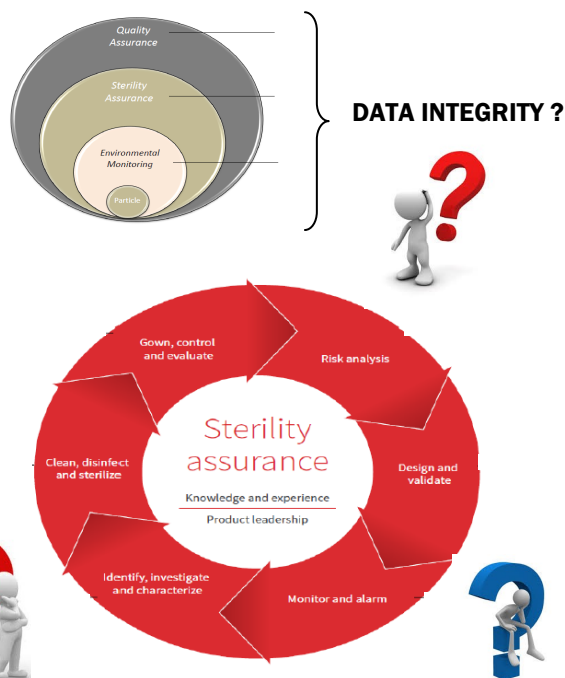 Quality
Assurance
Sterility
Assurance
Environmental
Monitoring
Particle
DATA INTEGRITY ?
Gown, control
and evaluate
Risk analysis
Design and
validate
Monitor and alarm
Identify, investigate
and characterize
Clean, disinfect
and sterilize
Sterility
assurance
Knowledge and experience
Product leadership